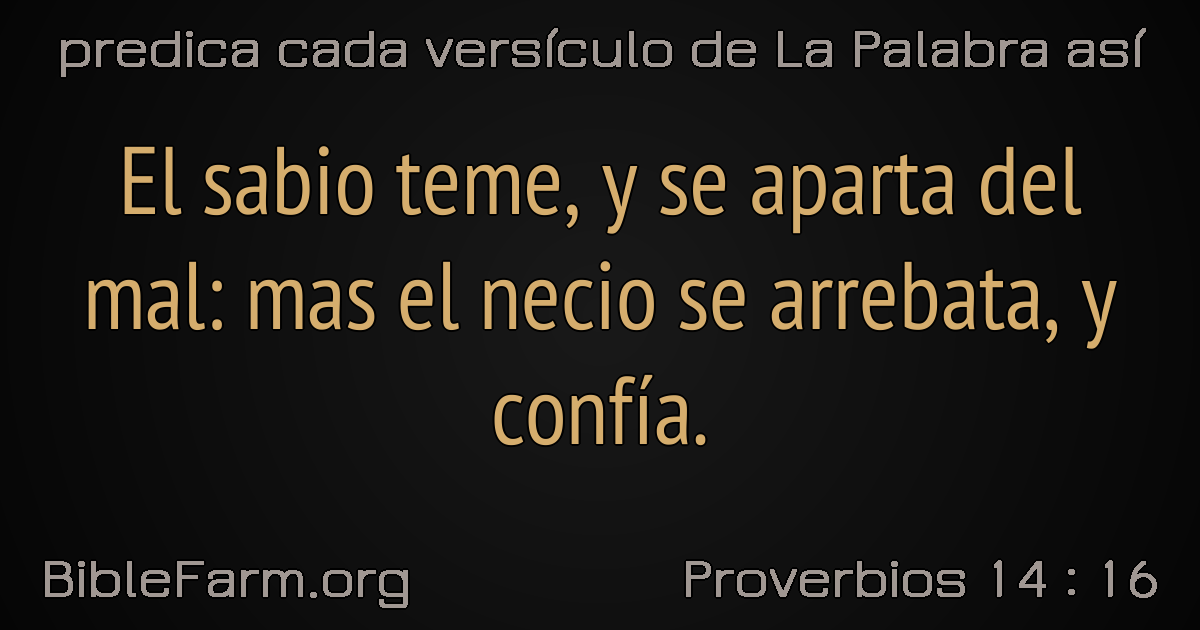 predica cada versículo de La Palabra así
El sabio teme, y se aparta del
mal: mas el necio se arrebata, y
confía.
BibleFarm.org
Proverbios 14 : 16